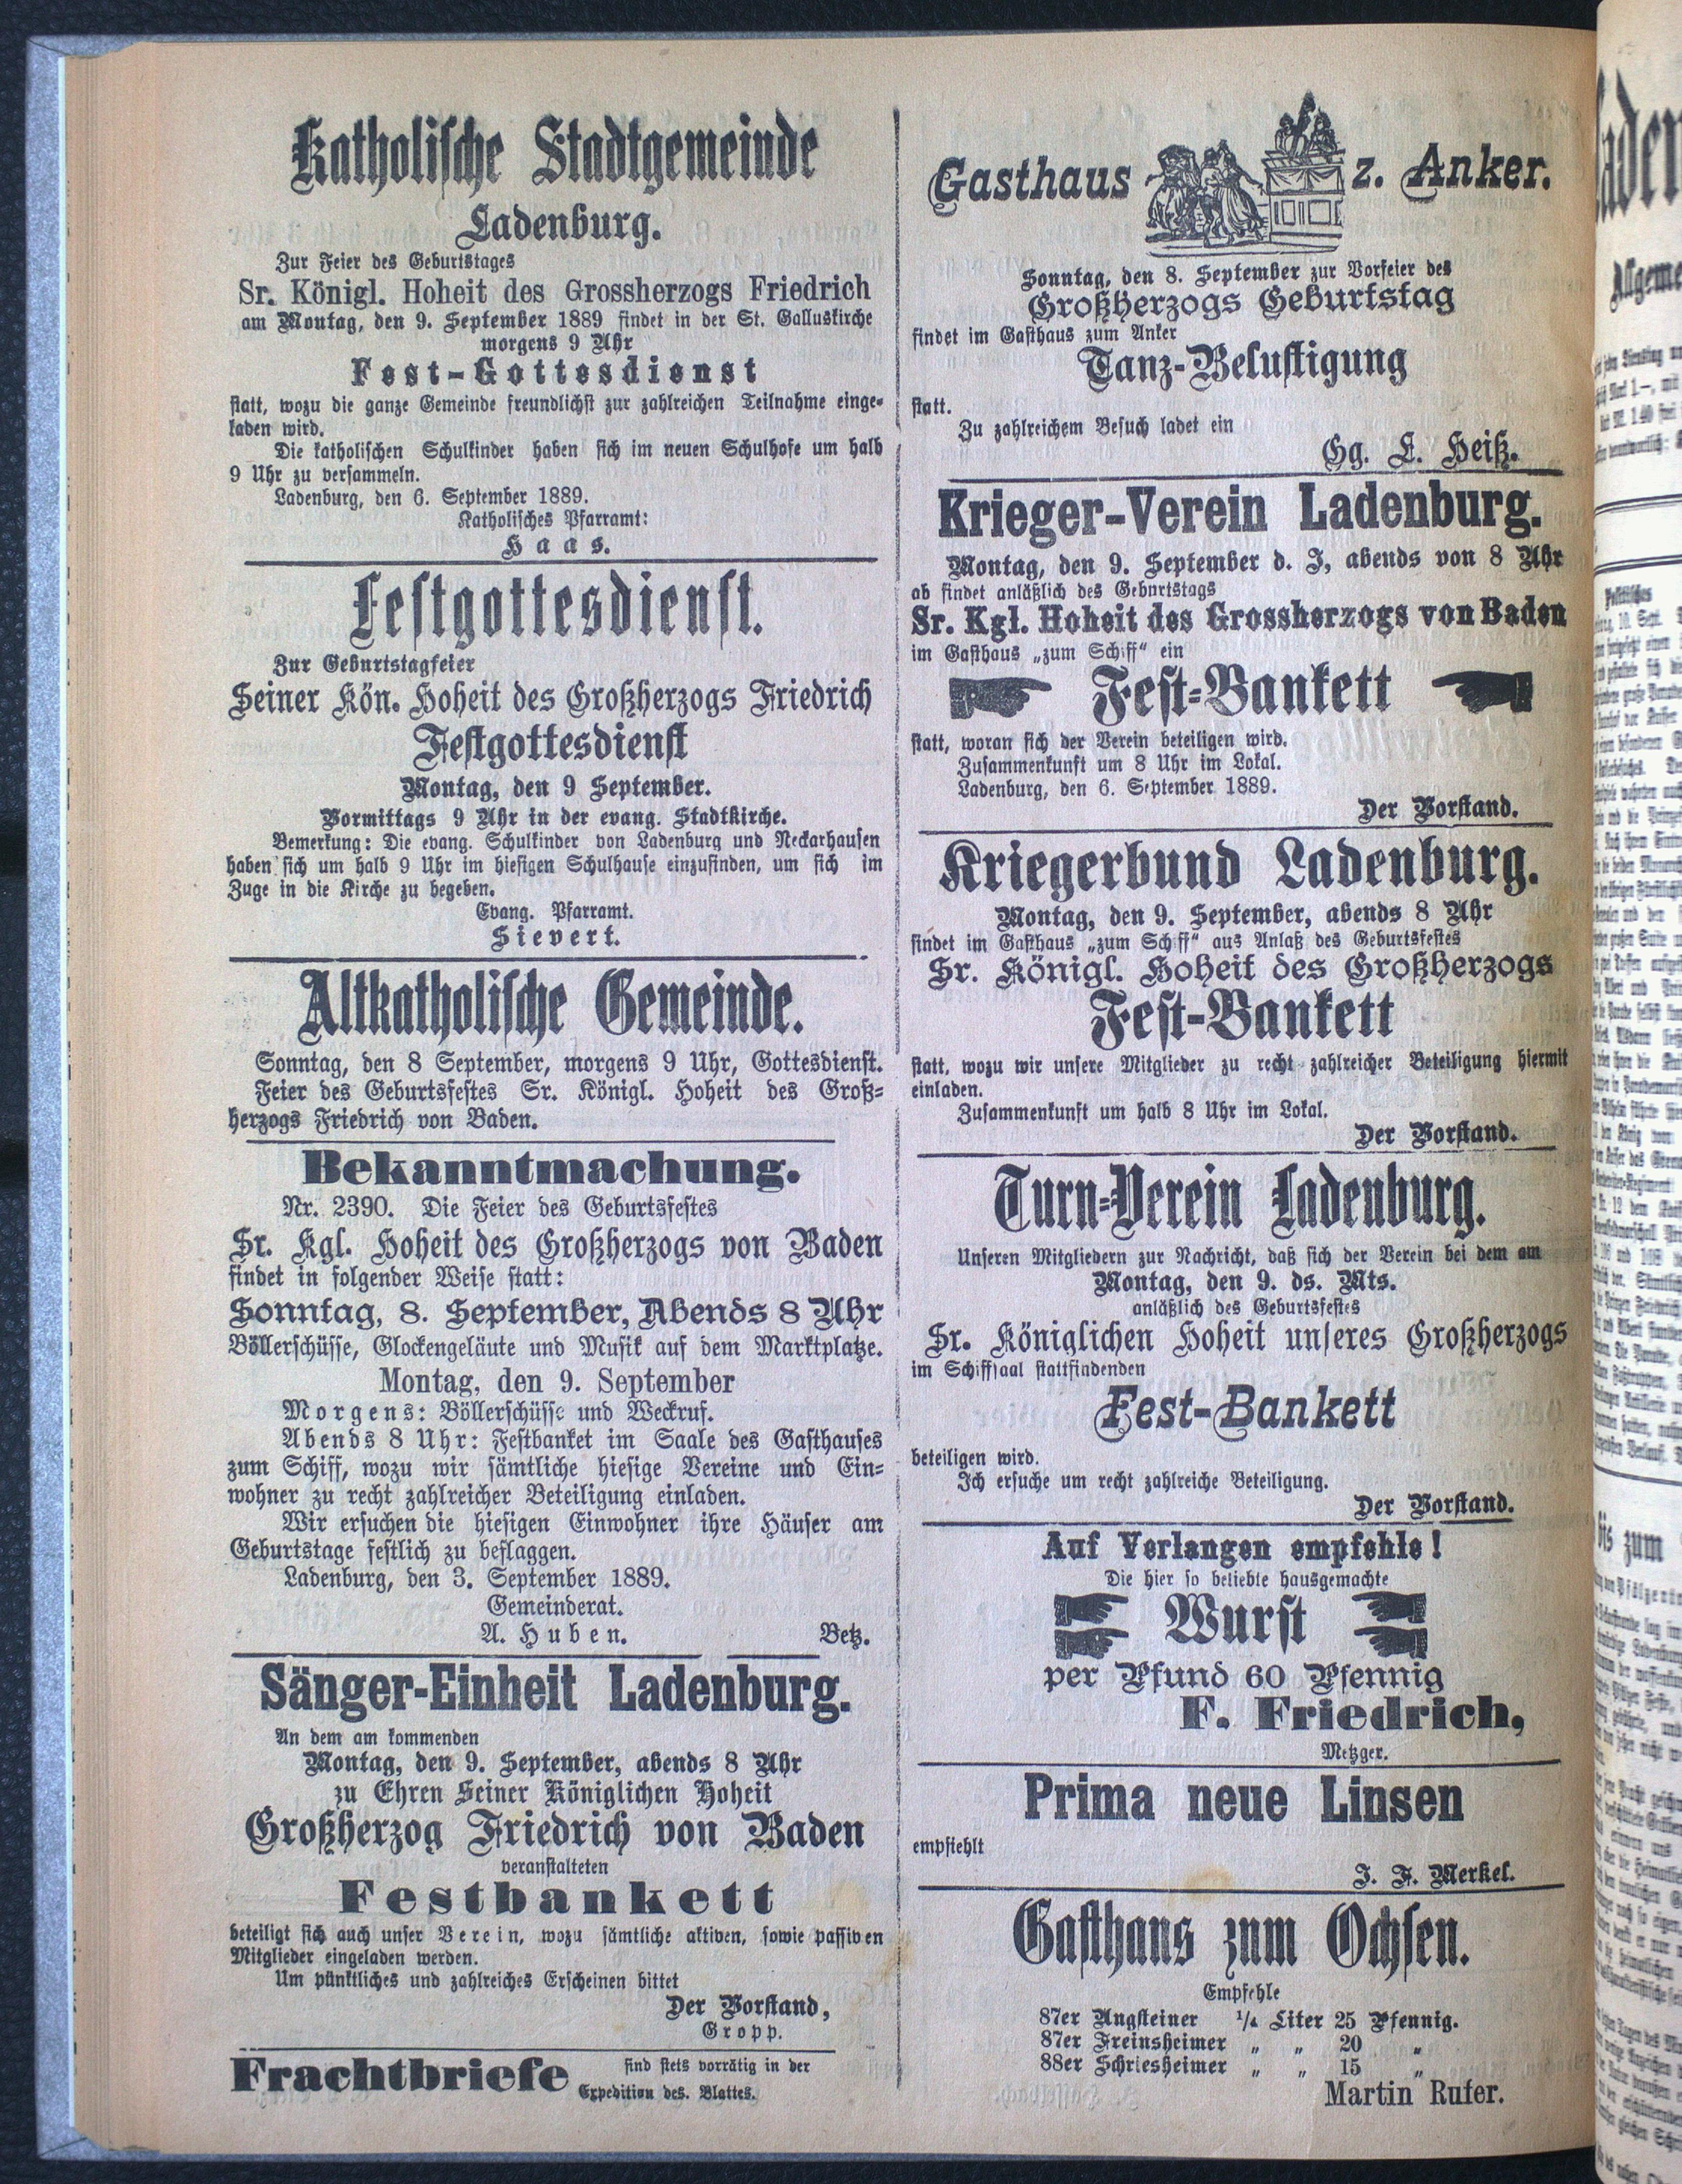 Katholische Stadtgemeinde
Ladenburg.
Zur Feier des Geburtstages
Sr. Königl. Hoheit des Grossherzogs Friedrich
am Montag, den 9. September 1889 findet in der St. Galluskirche
morgens 9 Uhr
Fest-Gottesdienst
statt, wozu die ganze Gemeinde freundlichst zur zahlreichen Teilnahme einge-
laden wird.
Die katholischen Schulkinder haben sich im neuen Schulhofe um halb
9 Uhr zu versammeln.
Ladenburg, den 6. September 1889.
Katholisches Pfarramt:
Haas.
Festgottesdienst.
Zur Geburtstagfeier
Seiner Kön. Hoheit des Großherzogs Friedrich
Festgottesdienst
Montag, den 9 September.
Vormittags 9 Uhr in der evang. Stadtkirche.
Bemerkung: Die evang. Schulkinder von Ladenburg und Neckarhausen
haben sich um halb 9 Uhr im hiesigen Schulhause einzufinden, um sich im
Zuge in die Kirche zu begeben.
Evang. Pfarramt.
Sievert.
Altkatholische Gemeinde.
Sonntag, den 8 September, morgens 9 Uhr, Gottesdienst.
Feier des Geburtsfestes Sr. Königl. Hoheit des Groß-
herzogs Friedrich von Baden.
Bekanntmachung.
Nr. 2390. Die Feier des Geburtsfestes
Sr. Kgl. Hoheit des Großherzogs von Baden
findet in folgender Weise statt:
Sonntag, 8. September, Abends 8 Uhr
Böllerschüsse, Glockengeläute und Musik auf dem Marktplatze.
Montag, den 9. September
Morgens: Böllerschüsse und Weckruf.
Abends 8 Uhr: Festbanket im Saale des Gasthauses
zum Schiff, wozu wir sämtliche hiesige Vereine und Ein-
wohner zu recht zahlreicher Beteiligung einladen.
Wir ersuchen die hiesigen Einwohner ihre Häuser am
Geburtstage festlich zu beflaggen.
Ladenburg, den 3. September 1889.
Gemeinderat.
A. Huben. Betz.
Sänger-Einheit Ladenburg.
An dem am kommenden
Montag, den 9. September, abends 8 Uhr
zu Ehren Seiner Königlichen Hoheit
Großherzog Friedrich von Baden
veranstalteten
Festbankett
beteiligt sich auch unser Verein, wozu sämtliche aktiven, sowie passiven
Mitglieder eingeladen werden.
Um pünktliches und zahlreiches Erscheinen bittet
Der Vorstand,
Gropp.
Frachtbriefe sind stets vorrätig in der
Expedition des. Blattes.
Gasthaus z. Anker.
Sonntag, den 8. September zur Vorfeier des
Großherzogs Geburtstag
findet im Gasthaus zum Anker
Tanz-Belustigung
statt.
Zu zahlreichem Besuch ladet ein
Gg. L. Heiß.
Krieger-Verein Ladenburg.
Montag, den 9. September d. J, abends von 8 Uhr
ab findet anläßlich des Geburtstags
Sr. Kgl. Hoheit des Grossherzogs von Baden
im Gasthaus „zum Schiff“ ein
Fest-Bankett
statt, woran sich der Verein beteiligen wird.
Zusammenkunft um 8 Uhr im Lokal.
Ladenburg, den 6. September 1889.
Der Vorstand.
Kriegerbund Ladenburg.
Montag, den 9. September, abends 8 Uhr
findet im Gasthaus „zum Schiff“ aus Anlaß des Geburtsfestes
Sr. Königl. Hoheit des Großherzogs
Fest-Bankett
statt, wozu wir unsere Mitglieder zu recht zahlreicher Beteiligung hiermit
einladen.
Zusammenkunft um halb 8 Uhr im Lokal.
Der Vorstand.
Turn-Verein Ladenburg.
Unseren Mitgliedern zur Nachricht, daß sich der Verein bei dem am
Montag, den 9. ds. Mts.
anläßlich des Geburtsfestes
Sr. Königlichen Hoheit unseres Großherzogs
im Schiffsaal stattfindenden
Fest-Bankett
beteiligen wird.
Ich ersuche um recht zahlreiche Beteiligung.
Der Vorstand.
Auf Verlangen empfehle!
Die hier so beliebte hausgemachte
Wurst
per Pfund 60 Pfennig
F. Friedrich,
Metzger.
Prima neue Linsen
empfiehlt
J. F. Merkel.
Gasthaus zum Ochsen.
Empfehle
87er Ungsteiner 1/4 Liter 25 Pfennig.
87er Freinsheimer „ „ 20 „
88er Schriesheimer „ „ 15 „
Martin Rufer.